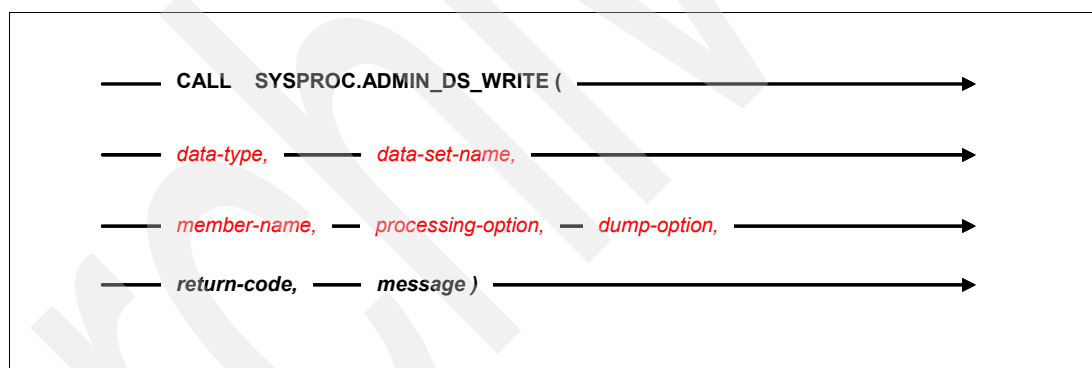 CALL SYSPROC.ADMIN_DS_WRITE (
data-type, data-set-name,
member-name, processing-option, dump-option,
return-code, message )